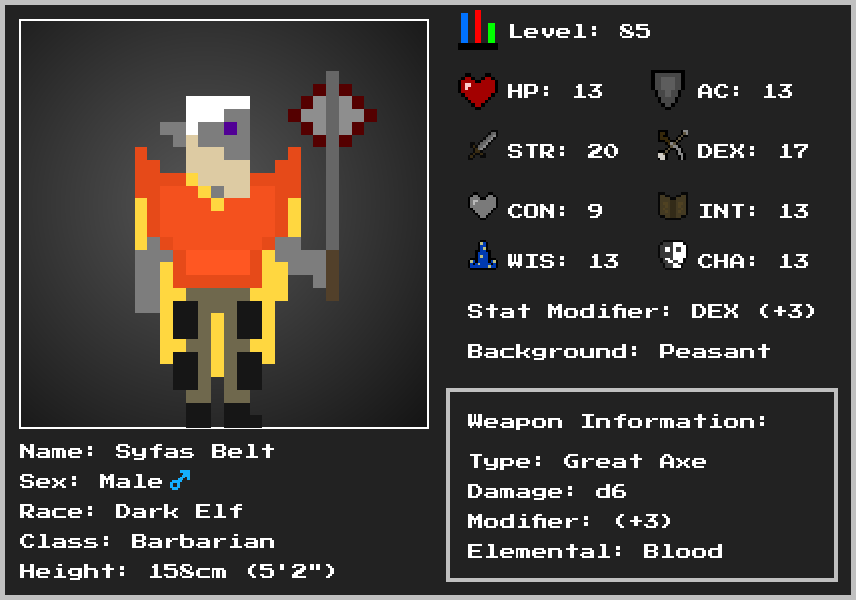 Level: 85
HP: 13 AC: 13
STR: 20 DEX: 17
CON: 9 INT: 13
WIS: 13 CHA: 13
Stat Modifier: DEX (+3)
Background: Peasant
Weapon Information:
Type: Great Axe
Damage: d6
Modifier: (+3)
Elemental: Blood
Name: Syfas Belt
Sex: Male ♂
Race: Dark Elf
Class: Barbarian
Height: 158cm (5'2")